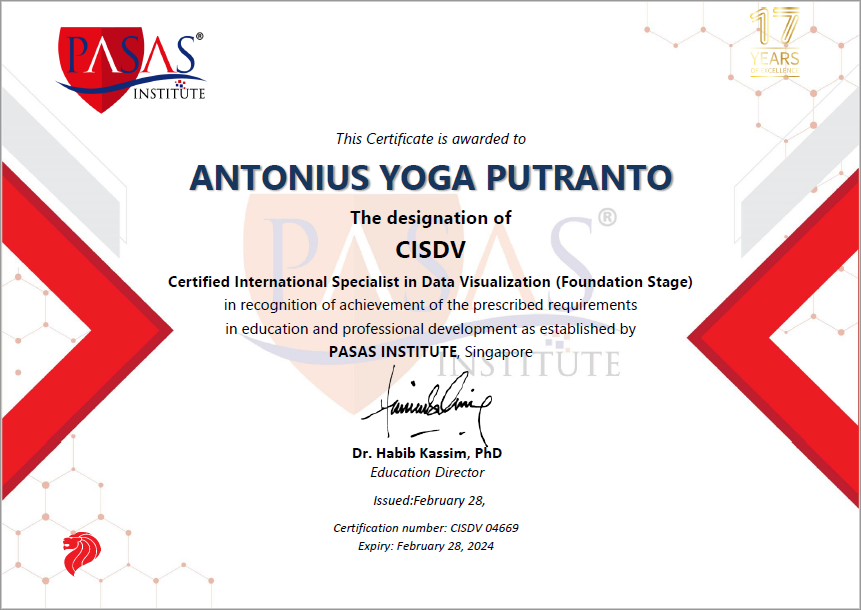 PASAS®
INSTITUTE
17
YEARS
OF EXCELLENCE
This Certificate is awarded to
ANTONIUS YOGA PUTRANTO
The designation of
CISDV
Certified International Specialist in Data Visualization (Foundation Stage)
in recognition of achievement of the prescribed requirements
in education and professional development as established by
PASAS INSTITUTE, Singapore
PASAS®
INSTITUTE
Dr. Habib Kassim, PhD
Education Director
Issued:February 28,
Certification number: CISDV 04669
Expiry: February 28, 2024